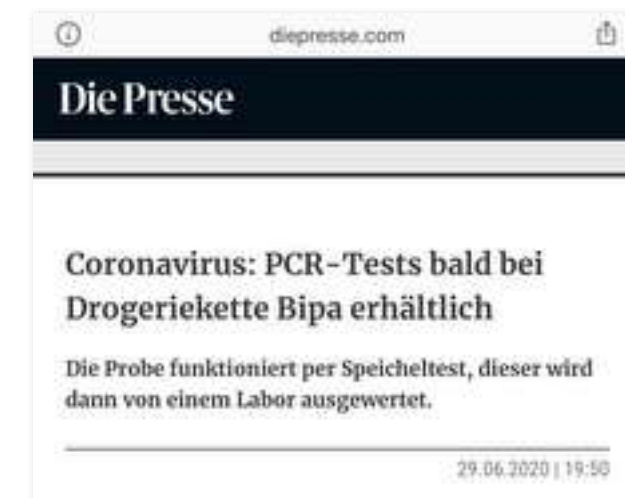 diepresse.com
Die Presse
Coronavirus: PCR-Tests bald bei
Drogeriekette Bipa erhältlich
Die Probe funktioniert per Speicheltest, dieser wird
dann von einem Labor ausgewertet.
29.06.2020 | 19:50